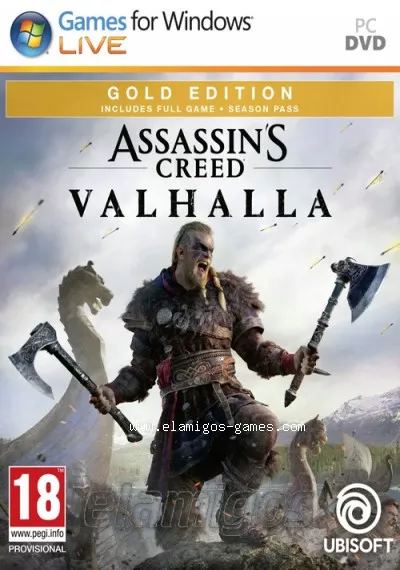 Games for Windows
LIVE
PC
DVD
GOLD EDITION
INCLUDES FULL GAME • SEASON PASS
ASSASSIN'S
CREED
VALHALLA
www.elamigos-games.com
elamigos
18
www.pegi.info
PROVISIONAL
UBISOFT